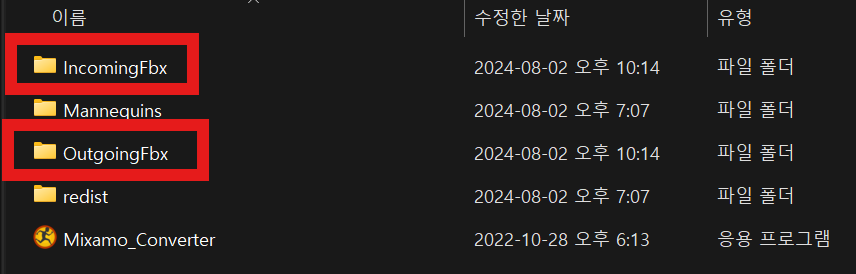 이름 수정한 날짜 유형
IncomingFbx 2024-08-02 오후 10:14 파일 폴더
Mannequins 2024-08-02 오후 7:07 파일 폴더
OutgoingFbx 2024-08-02 오후 10:14 파일 폴더
redist 2024-08-02 오후 7:07 파일 폴더
Mixamo_Converter 2022-10-28 오후 6:13 응용 프로그램